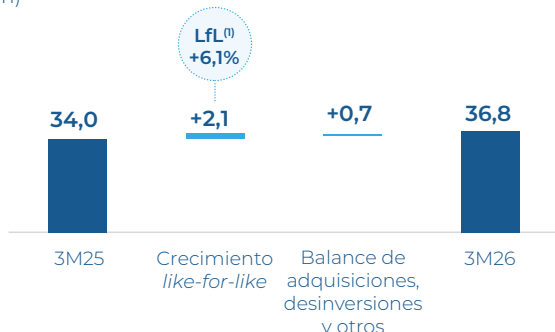 LfL(1)
+6,1%
34,0
+2,1
+0,7
36,8
3M25
Crecimiento
like-for-like
Balance de
adquisiciones,
desinversiones
y otros
3M26